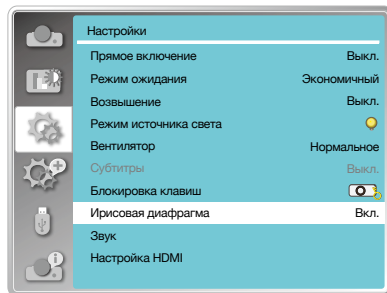 Настройки
Прямое включение Выкл.
Режим ожидания Экономичный
Возвышение Выкл.
Режим источника света
Вентилятор Нормальное
Субтитры Выкл.
Блокировка клавиш
Ирисовая диафрагма Вкл.
Звук
Настройка HDMI